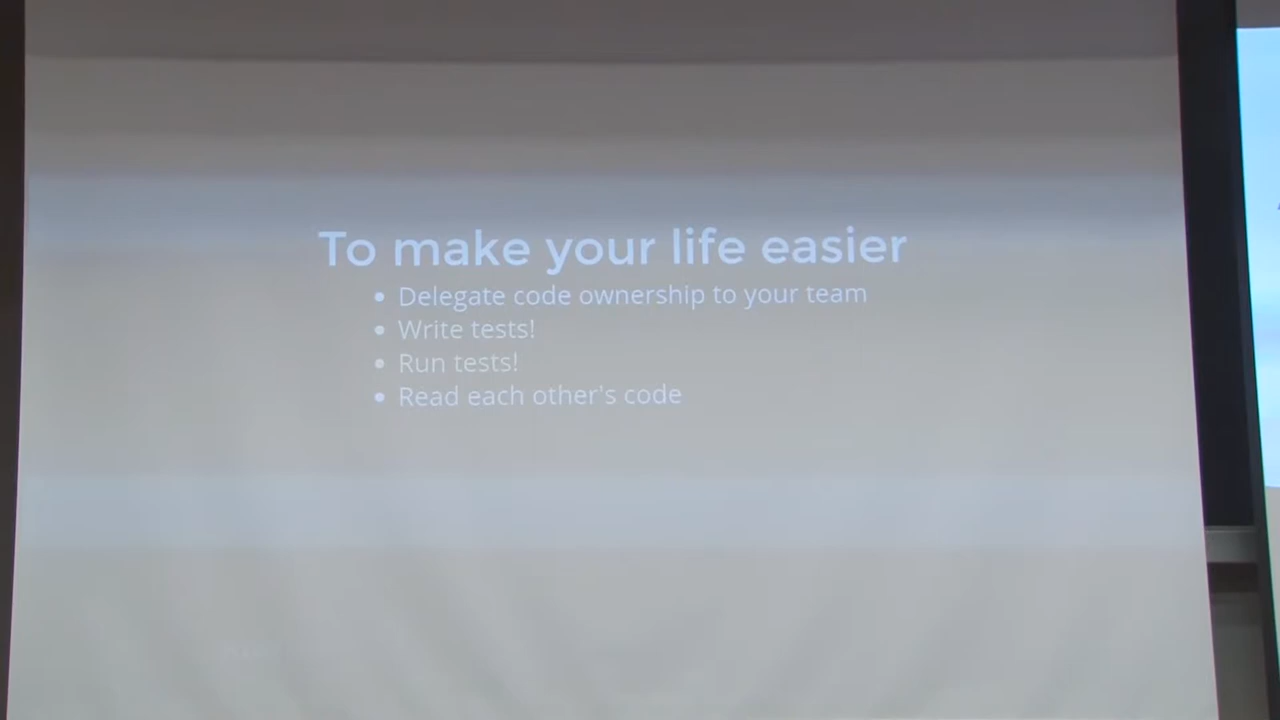 To make your life easier
• Delegate code ownership to your team
• Write tests!
• Run tests!
• Read each other's code